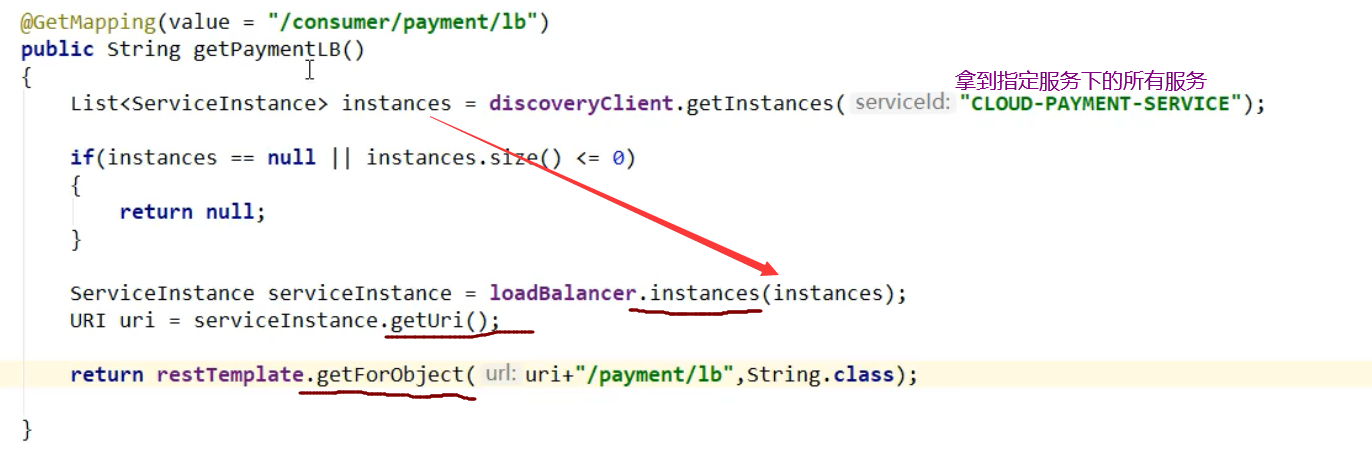 @GetMapping(value = "/consumer/payment/lb")
public String getPaymentLB()
{
拿到指定服务下的所有服务
List<ServiceInstance> instances = discoveryClient.getInstances( serviceId: "CLOUD-PAYMENT-SERVICE");
if(instances == null || instances.size() <= 0)
{
return null;
}
ServiceInstance serviceInstance = loadBalancer.instances(instances);
URI uri = serviceInstance.getUri();
return restTemplate.getForObject( url: uri+"/payment/lb",String.class);
}